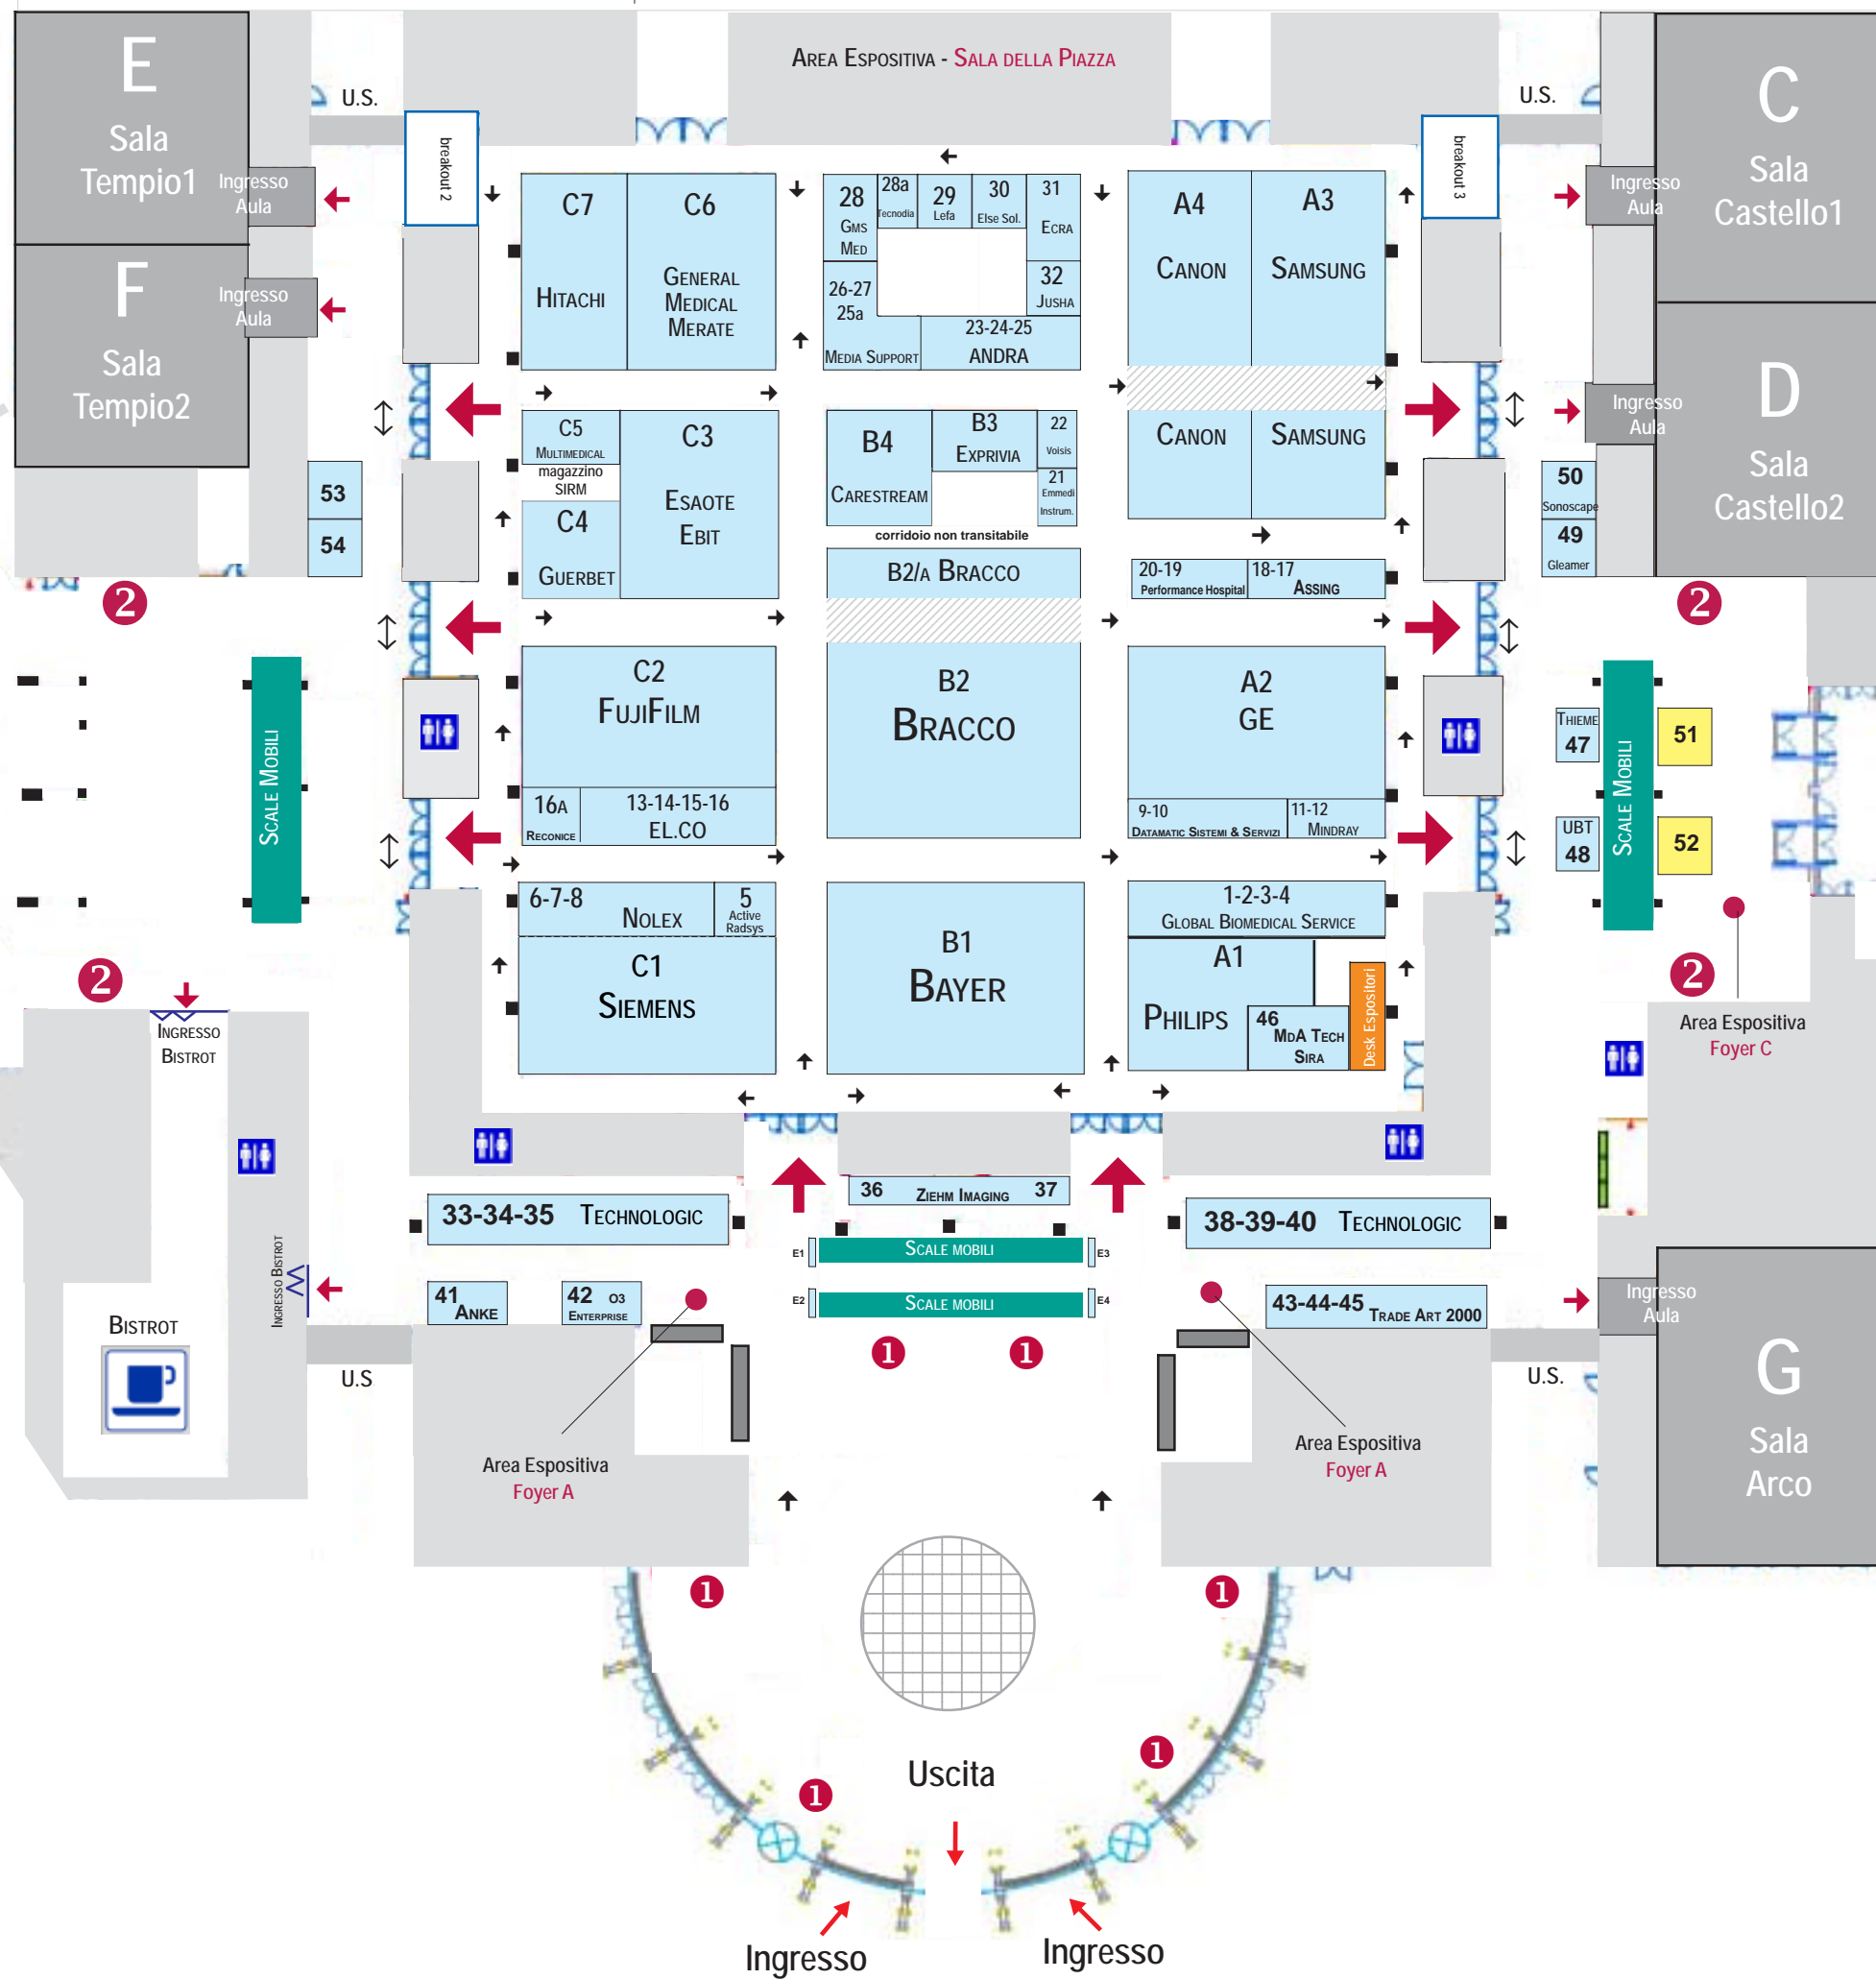 AREA ESPOSITIVA - SALA DELLA PIAZZA
E
Sala
Tempio1
Ingresso
Aula
U.S.
breakout 2
F
Sala
Tempio2
Ingresso
Aula
53
54
2
SCALE MOBILI
2
INGRESSO
BISTROT
INGRESSO BISTROT
BISTROT
U.S
C7
HITACHI
C6
GENERAL
MEDICAL
MERATE
28
GMS
MED
28a
Tecnodia
29
Lefa
30
Else Sol.
31
ECRA
32
JUSHA
26-27
25a
MEDIA SUPPORT
23-24-25
ANDRA
A4
CANON
A3
SAMSUNG
CANON
SAMSUNG
C5
MULTIMEDICAL
magazzino
SIRM
C4
GUERBET
C3
ESAOTE
EBIT
B4
CARESTREAM
B3
EXPRIVIA
22
Voisis
21
Emmedi
Instrum.
corridoio non transitabile
B2/A BRACCO
20-19
Performance Hospital
18-17
ASSING
C2
FUJIFILM
16A
RECONICE
13-14-15-16
EL.CO
B2
BRACCO
A2
GE
9-10
DATAMATIC SISTEMI & SERVIZI
11-12
MINDRAY
6-7-8
NOLEX
5
Active
Radsys
C1
SIEMENS
B1
BAYER
1-2-3-4
GLOBAL BIOMEDICAL SERVICE
A1
PHILIPS
46
MDA TECH
SIRA
Desk Espositori
U.S.
breakout 3
C
Sala
Castello1
Ingresso
Aula
D
Sala
Castello2
Ingresso
Aula
50
Sonoscape
49
Gleamer
2
THIEME
47
UBT
48
SCALE MOBILI
51
52
2
Area Espositiva
Foyer C
33-34-35 TECHNOLOGIC
36 ZIEHM IMAGING 37
38-39-40 TECHNOLOGIC
E1
SCALE MOBILI
E3
E2
SCALE MOBILI
E4
41
ANKE
42 O3
ENTERPRISE
43-44-45 TRADE ART 2000
1
1
Area Espositiva
Foyer A
Area Espositiva
Foyer A
U.S.
Ingresso
Aula
G
Sala
Arco
1
1
1
1
Uscita
Ingresso
Ingresso